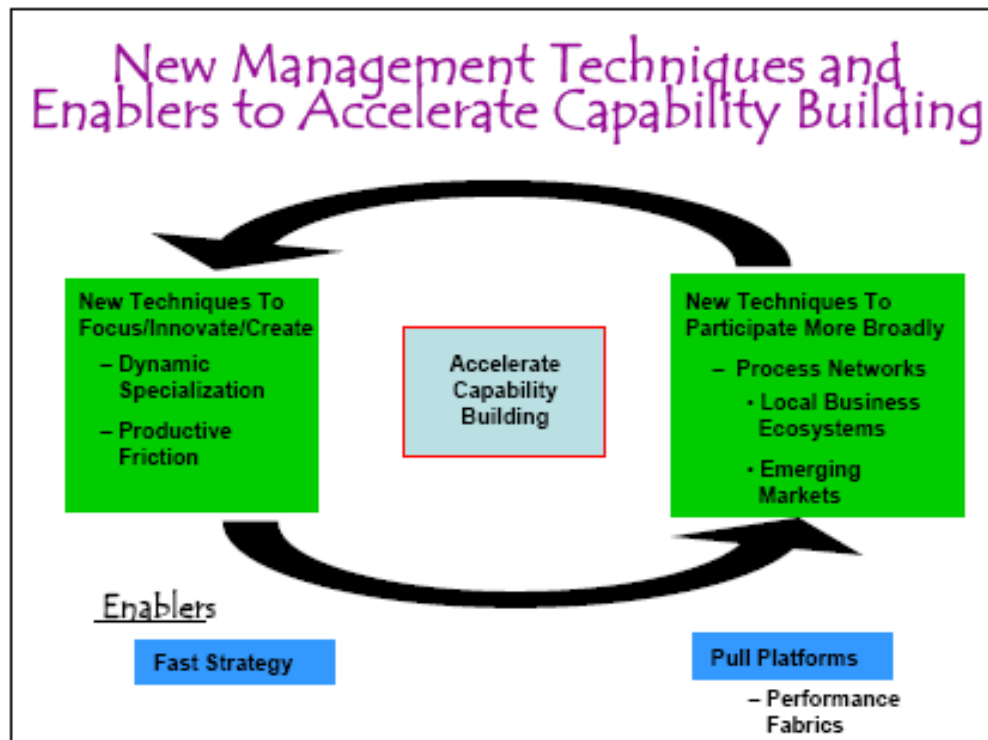 New Management Techniques and
Enablers to Accelerate Capability Building
New Techniques To
Focus/Innovate/Create
– Dynamic
Specialization
– Productive
Friction
Accelerate
Capability
Building
New Techniques To
Participate More Broadly
– Process Networks
· Local Business
Ecosystems
· Emerging
Markets
Enablers
Fast Strategy
Pull Platforms
– Performance
Fabrics